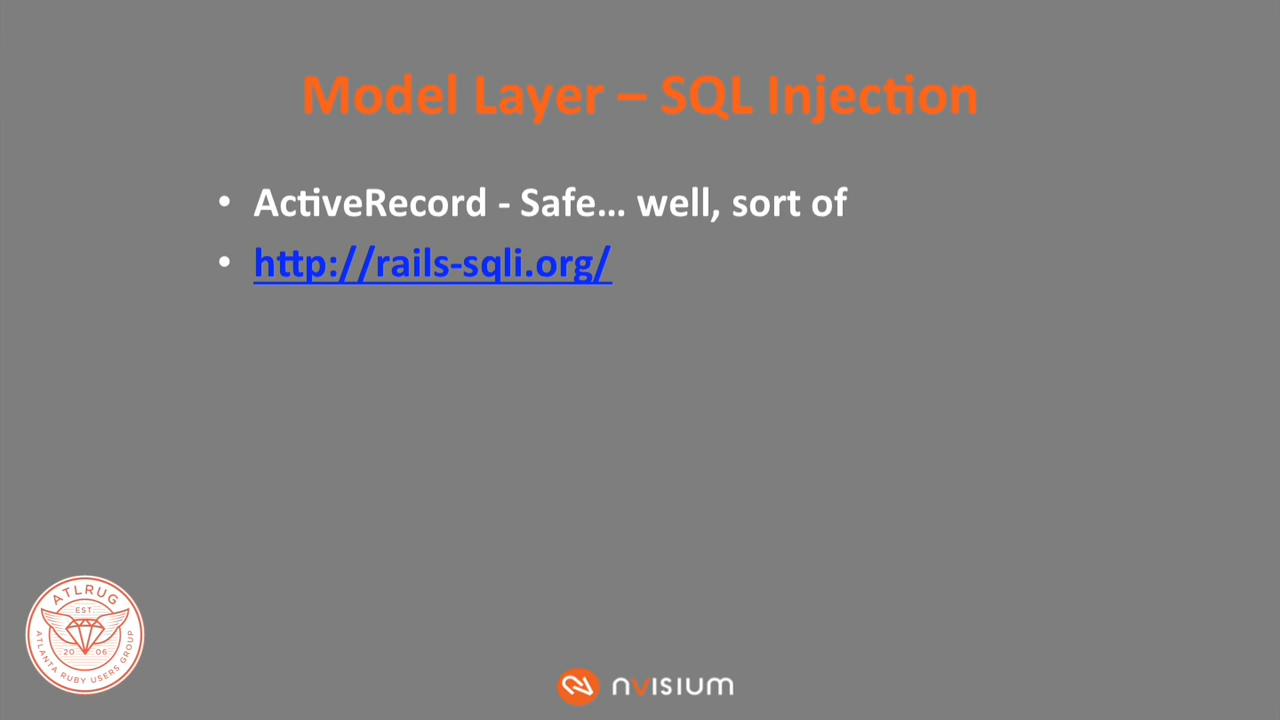 Model Layer – SQL Injection
• ActiveRecord - Safe... well, sort of
• http://rails-sqli.org/
ATLRUG
EST.
20 06
ATLANTA RUBY USERS GROUP
nVISIUM